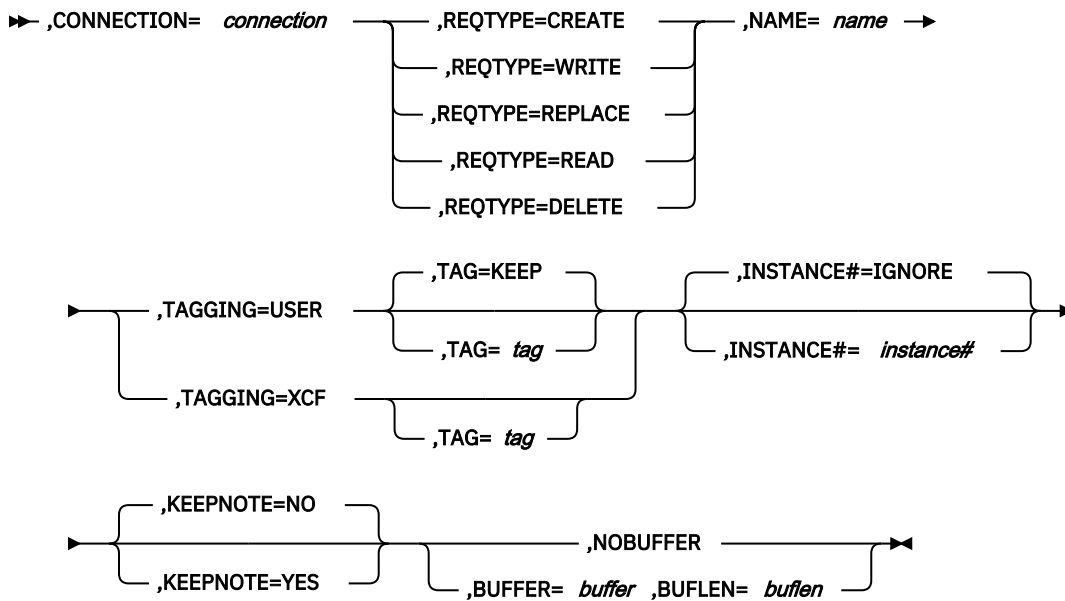 ,CONNECTION= connection ,REQTYPE=CREATE ,NAME= name
,REQTYPE=WRITE
,REQTYPE=REPLACE
,REQTYPE=READ
,REQTYPE=DELETE
,TAG=KEEP ,INSTANCE#=IGNORE
,TAGGING=USER
,TAG= tag ,INSTANCE#= instance#
,TAGGING=XCF
,TAG= tag
,KEEPNOTE=NO
,NOBUFFER
,KEEPNOTE=YES ,BUFFER= buffer ,BUFLEN= buflen